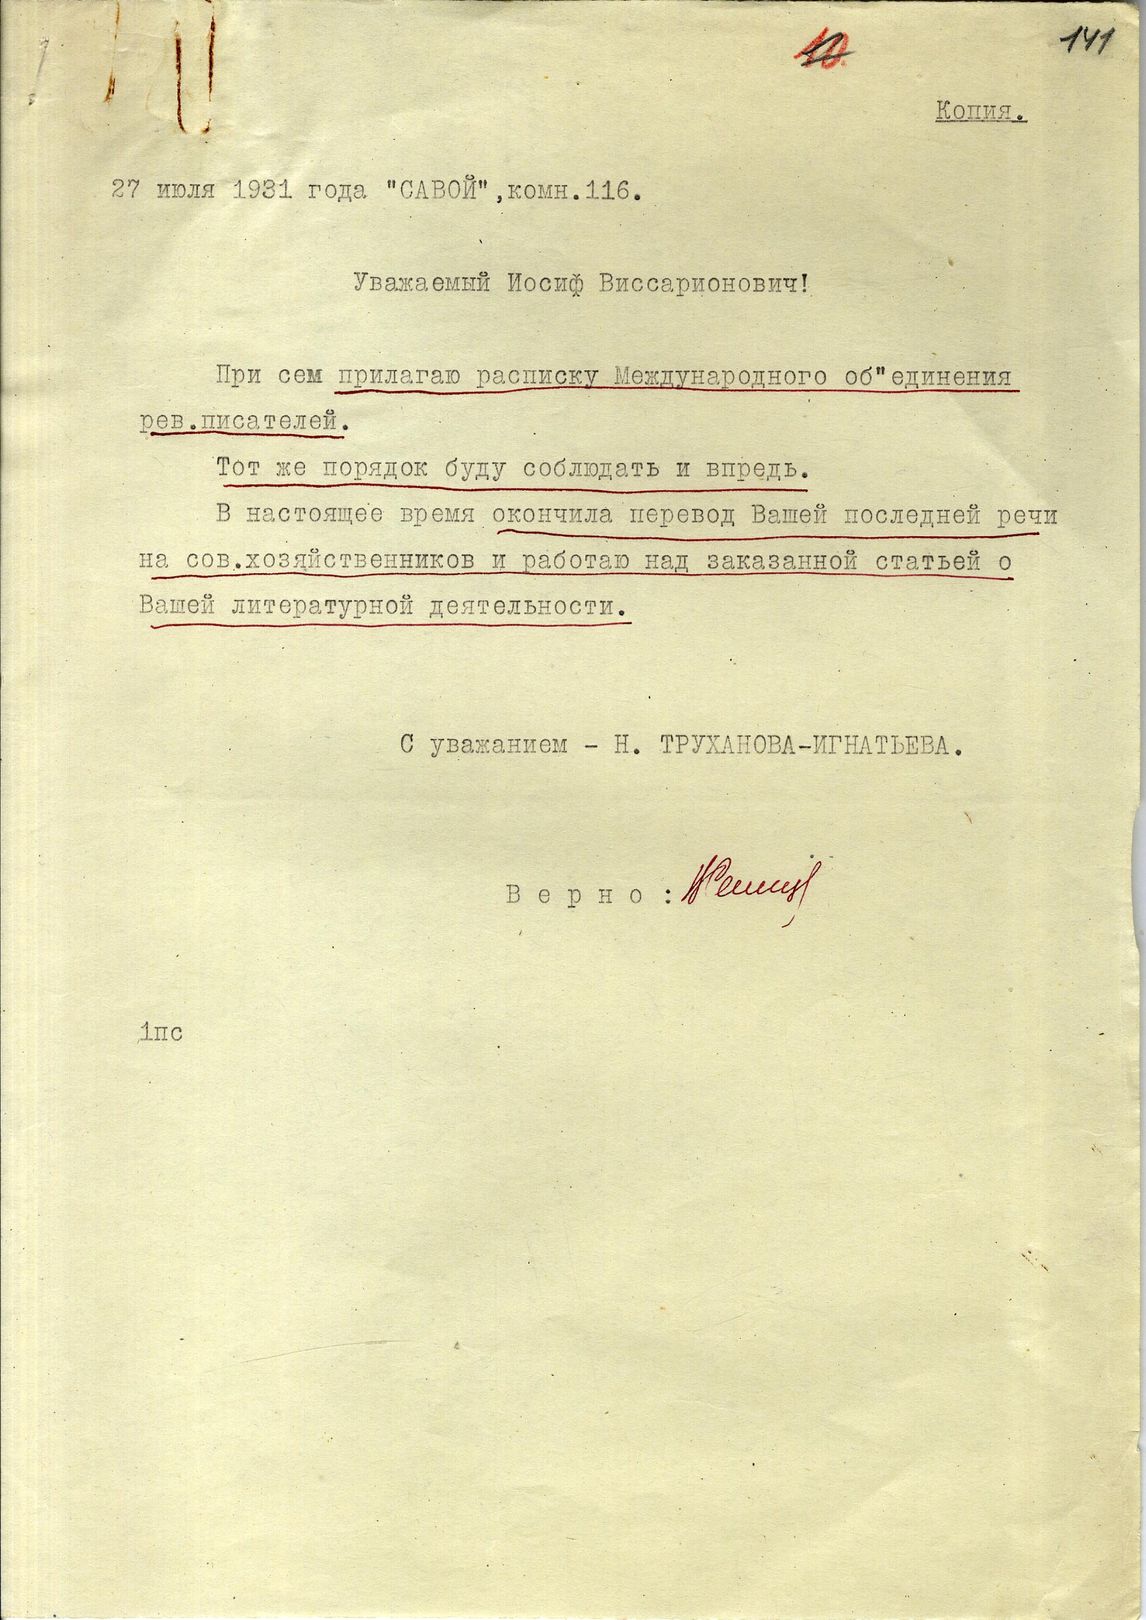 10.
141
Копия.
27 июля 1931 года "САВОЙ",комн.116.
Уважаемый Иосиф Виссарионович!
При сем прилагаю расписку Международного об"единения
рев.писателей.
Тот же порядок буду соблюдать и впредь.
В настоящее время окончила перевод Вашей последней речи
на сов.хозяйственников и работаю над заказанной статьей о
Вашей литературной деятельности.
С уважанием - Н. ТРУХАНОВА-ИГНАТЬЕВА.
В е р н о :
1пс